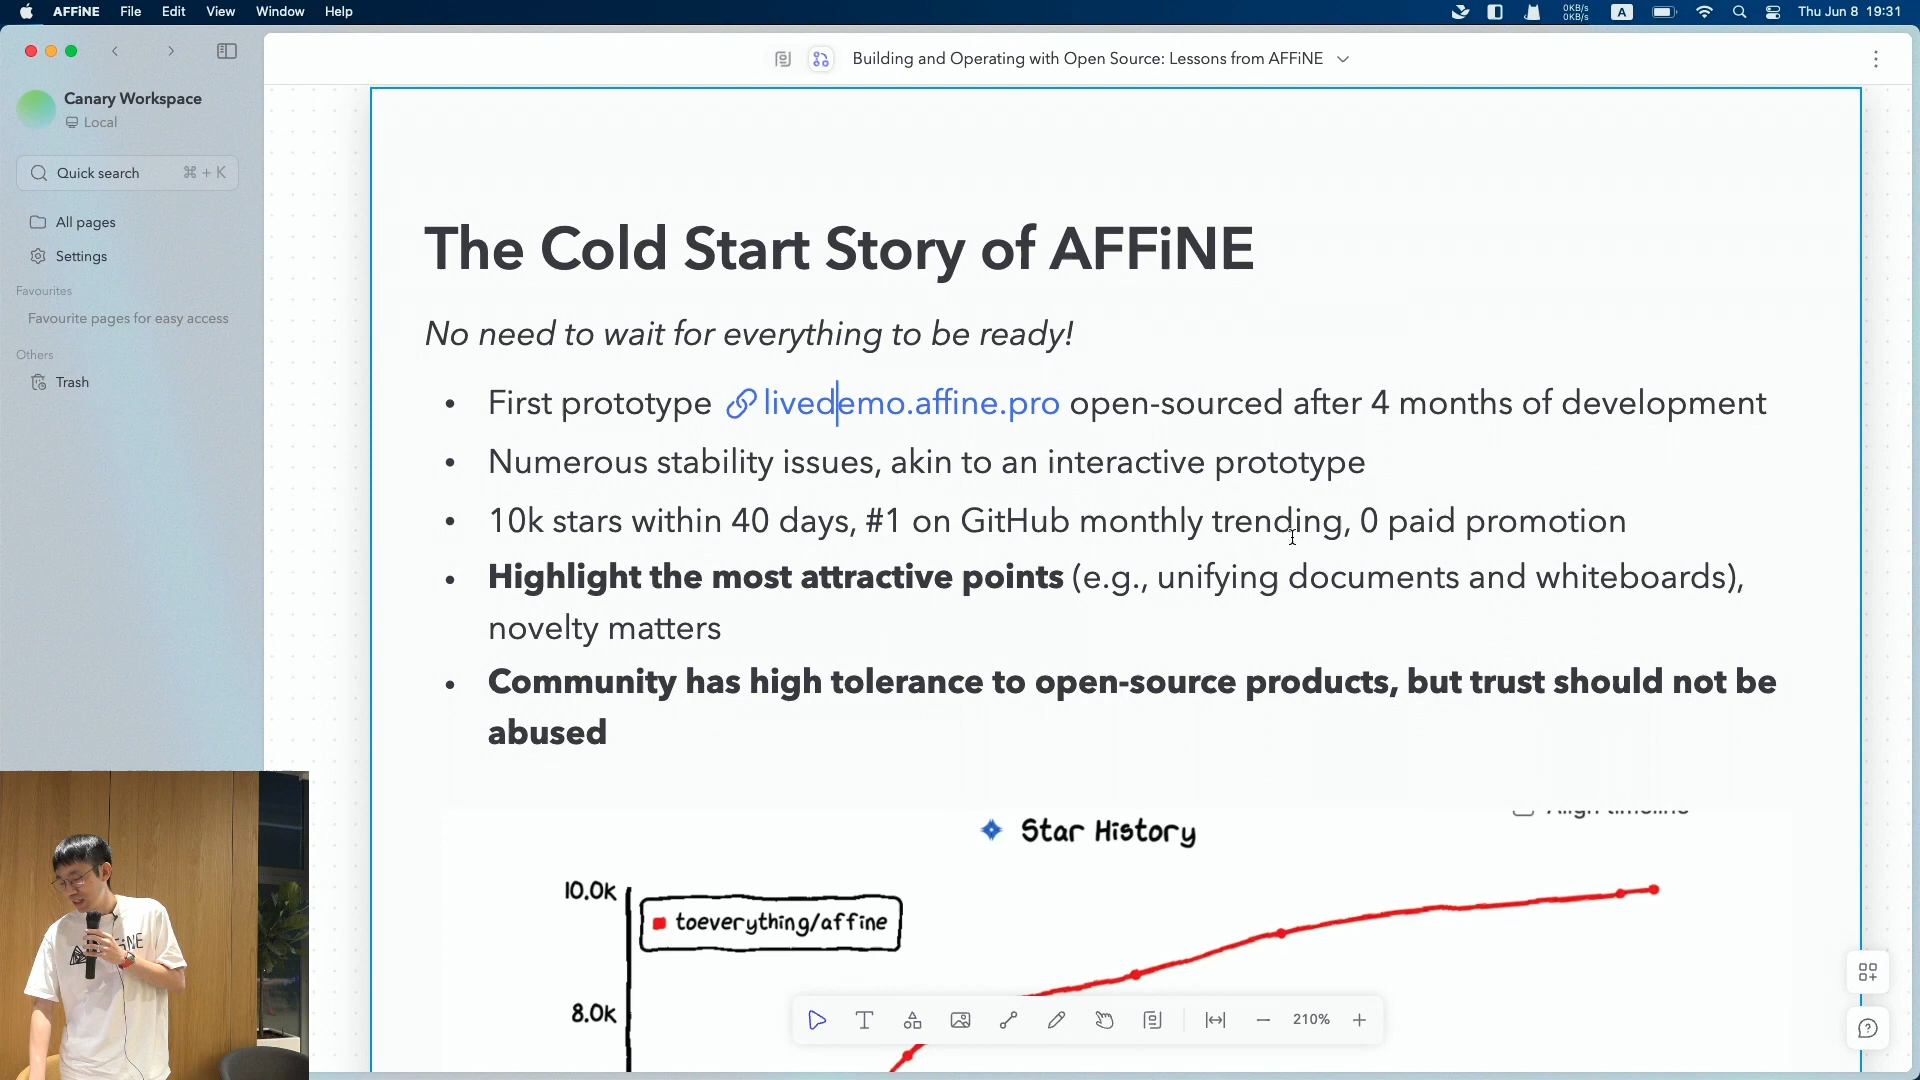 AFFiNE File Edit View Window Help
0KB/s
0KB/s
A
Thu Jun 8 19:31
Building and Operating with Open Source: Lessons from AFFiNE
Canary Workspace
Local
Quick search ⌘ + K
All pages
Settings
Favourites
Favourite pages for easy access
Others
Trash
The Cold Start Story of AFFiNE
No need to wait for everything to be ready!
• First prototype livedemo.affine.pro open-sourced after 4 months of development
• Numerous stability issues, akin to an interactive prototype
• 10k stars within 40 days, #1 on GitHub monthly trending, 0 paid promotion
• Highlight the most attractive points (e.g., unifying documents and whiteboards),
novelty matters
• Community has high tolerance to open-source products, but trust should not be
abused
Align timeline
Star History
10.0k
toeverything/affine
8.0k
210%